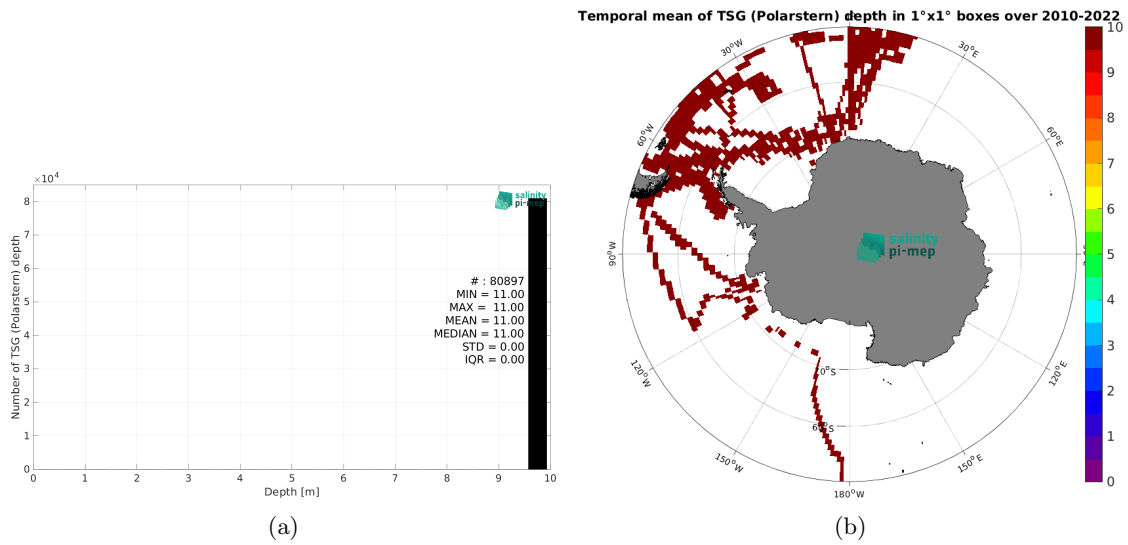 Temporal mean of TSG (Polarstern) depth in 1°x1° boxes over 2010-2022
×10⁴
8
7
6
5
4
3
2
1
0
Number of TSG (Polarstern) depth
salinity
pi-mep
# : 80897
MIN = 11.00
MAX = 11.00
MEAN = 11.00
MEDIAN = 11.00
STD = 0.00
IQR = 0.00
0 1 2 3 4 5 6 7 8 9 10
Depth [m]
(a)
30°W
30°E
60°W
60°E
90°W
salinity
pi-mep
120°W
120°E
150°W
150°E
180°W
10
9
8
7
6
5
4
3
2
1
0
(b)